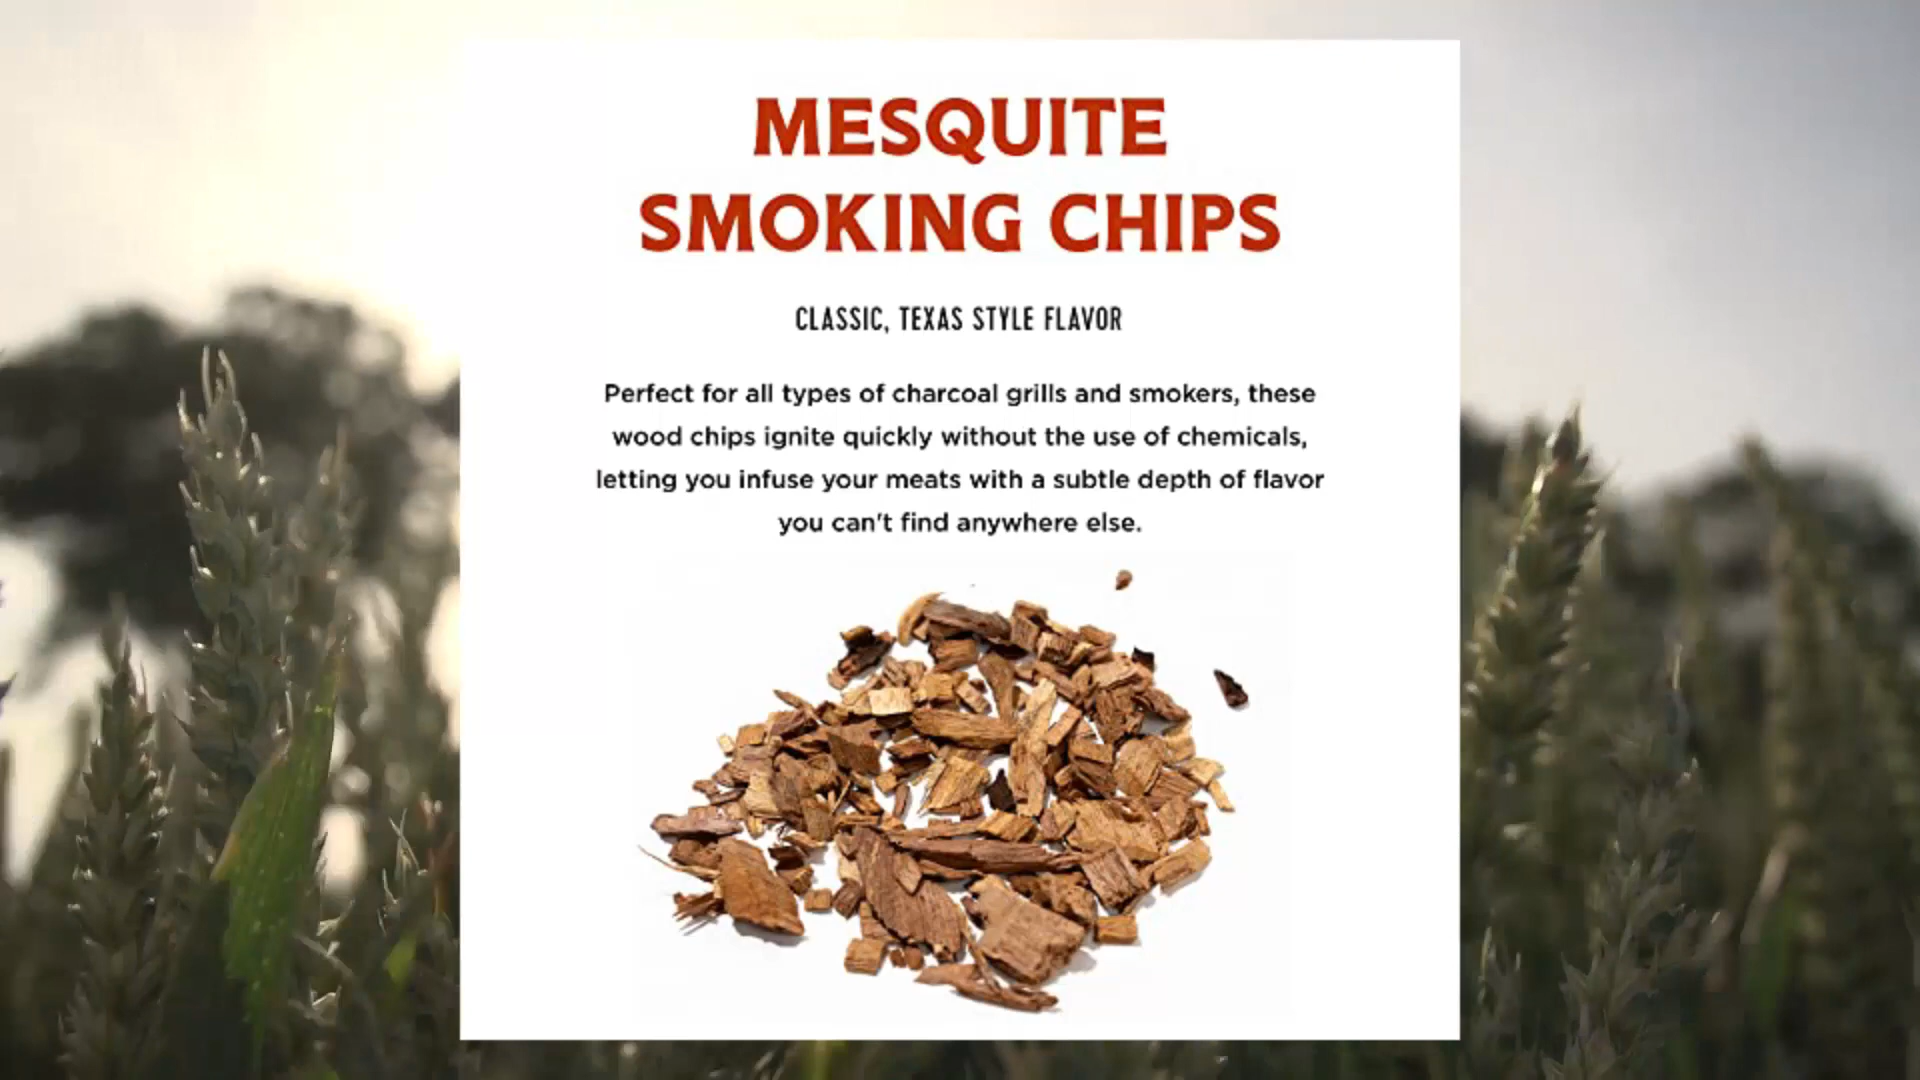 MESQUITE
SMOKING CHIPS
CLASSIC, TEXAS STYLE FLAVOR
Perfect for all types of charcoal grills and smokers, these
wood chips ignite quickly without the use of chemicals,
letting you infuse your meats with a subtle depth of flavor
you can't find anywhere else.